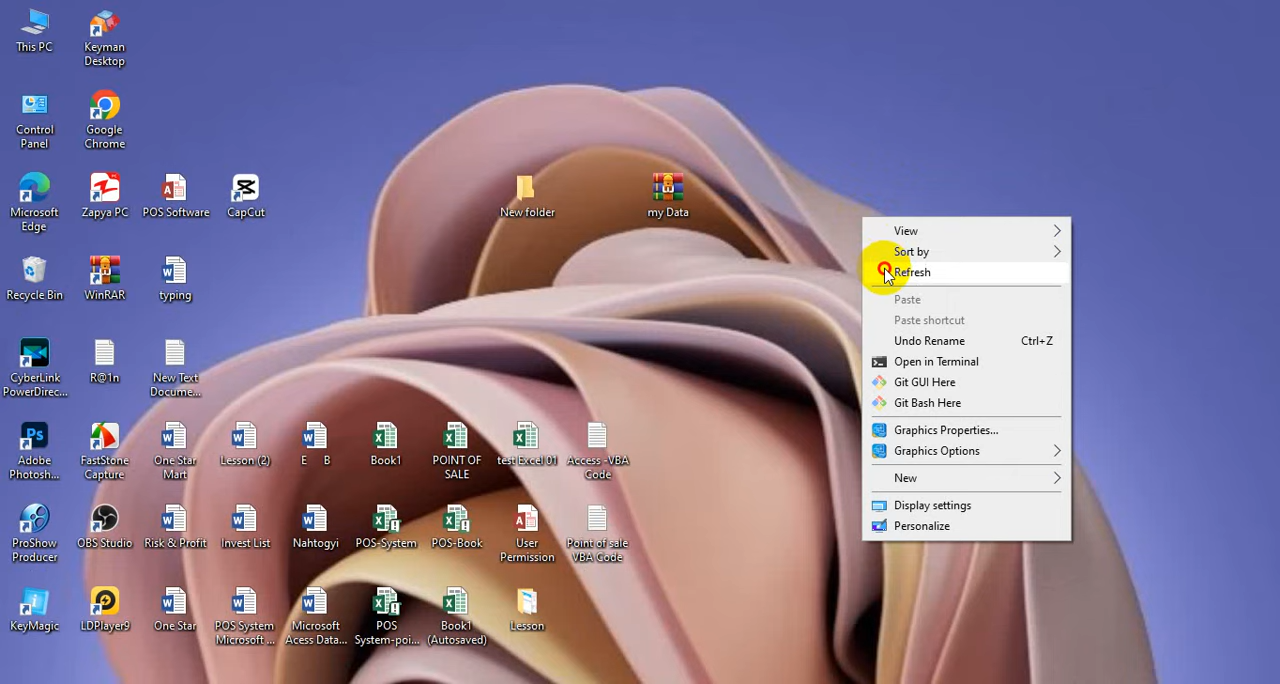 This PC
Keyman
Desktop
Control
Panel
Google
Chrome
Microsoft
Edge
Zapya PC
POS Software
CapCut
New folder
my Data
Recycle Bin
WinRAR
typing
CyberLink
PowerDirec...
R@1n
New Text
Docume...
Adobe
Photosh...
FastStone
Capture
One Star
Mart
Lesson (2)
E B
Book1
POINT OF
SALE
test Excel 01
Access -VBA
Code
ProShow
Producer
OBS Studio
Risk & Profit
Invest List
Nahtogyi
POS-System
POS-Book
User
Permission
Point of sale
VBA Code
KeyMagic
LDPlayer9
One Star
POS System
Microsoft ...
Microsoft
Acess Data...
POS
System-poi...
Book1
(Autosaved)
Lesson
View
Sort by
Refresh
Paste
Paste shortcut
Undo Rename Ctrl+Z
Open in Terminal
Git GUI Here
Git Bash Here
Graphics Properties...
Graphics Options
New
Display settings
Personalize